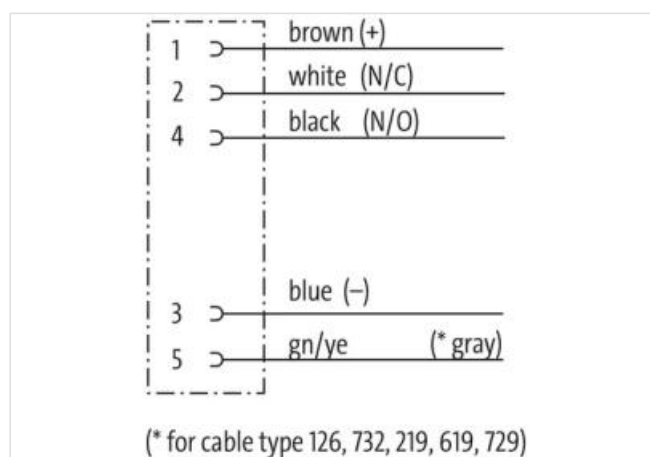 1 brown (+)
2 white (N/C)
4 black (N/O)
3 blue (–)
5 gn/ye (* gray)
(* for cable type 126, 732, 219, 619, 729)